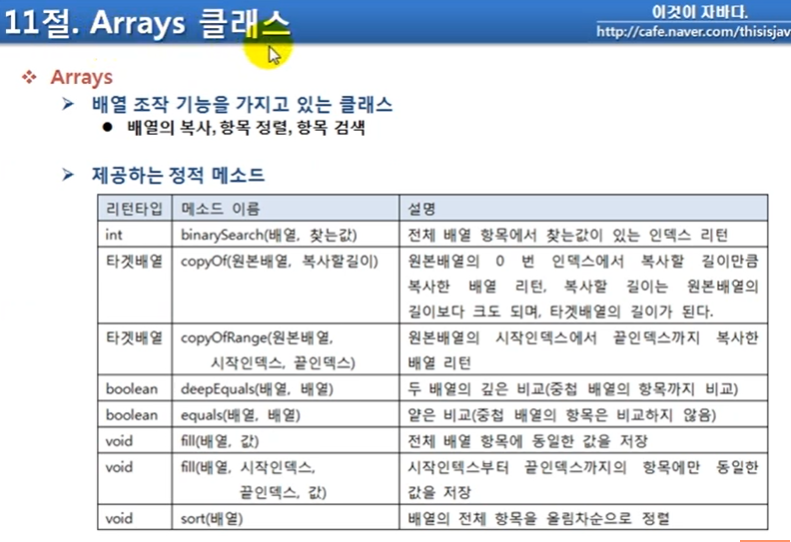 11절. Arrays 클래스
이것이 자바다.
http://cafe.naver.com/thisisjav
Arrays
배열 조작 기능을 가지고 있는 클래스
배열의 복사, 항목 정렬, 항목 검색
제공하는 정적 메소드
리턴타입 메소드 이름 설명
int binarySearch(배열, 찾는값) 전체 배열 항목에서 찾는값이 있는 인덱스 리턴
타겟배열 copyOf(원본배열, 복사할길이) 원본배열의 0 번 인덱스에서 복사할 길이만큼
복사한 배열 리턴, 복사할 길이는 원본배열의
길이보다 크도 되며, 타겟배열의 길이가 된다.
타겟배열 copyOfRange(원본배열, 원본배열의 시작인덱스에서 끝인덱스까지 복사한
시작인덱스, 끝인덱스) 배열 리턴
boolean deepEquals(배열, 배열) 두 배열의 깊은 비교(중첩 배열의 항목까지 비교)
boolean equals(배열, 배열) 얕은 비교(중첩 배열의 항목은 비교하지 않음)
void fill(배열, 값) 전체 배열 항목에 동일한 값을 저장
void fill(배열, 시작인덱스, 시작인텍스부터 끝인덱스까지의 항목에만 동일한
끝인덱스, 값) 값을 저장
void sort(배열) 배열의 전체 항목을 올림차순으로 정렬